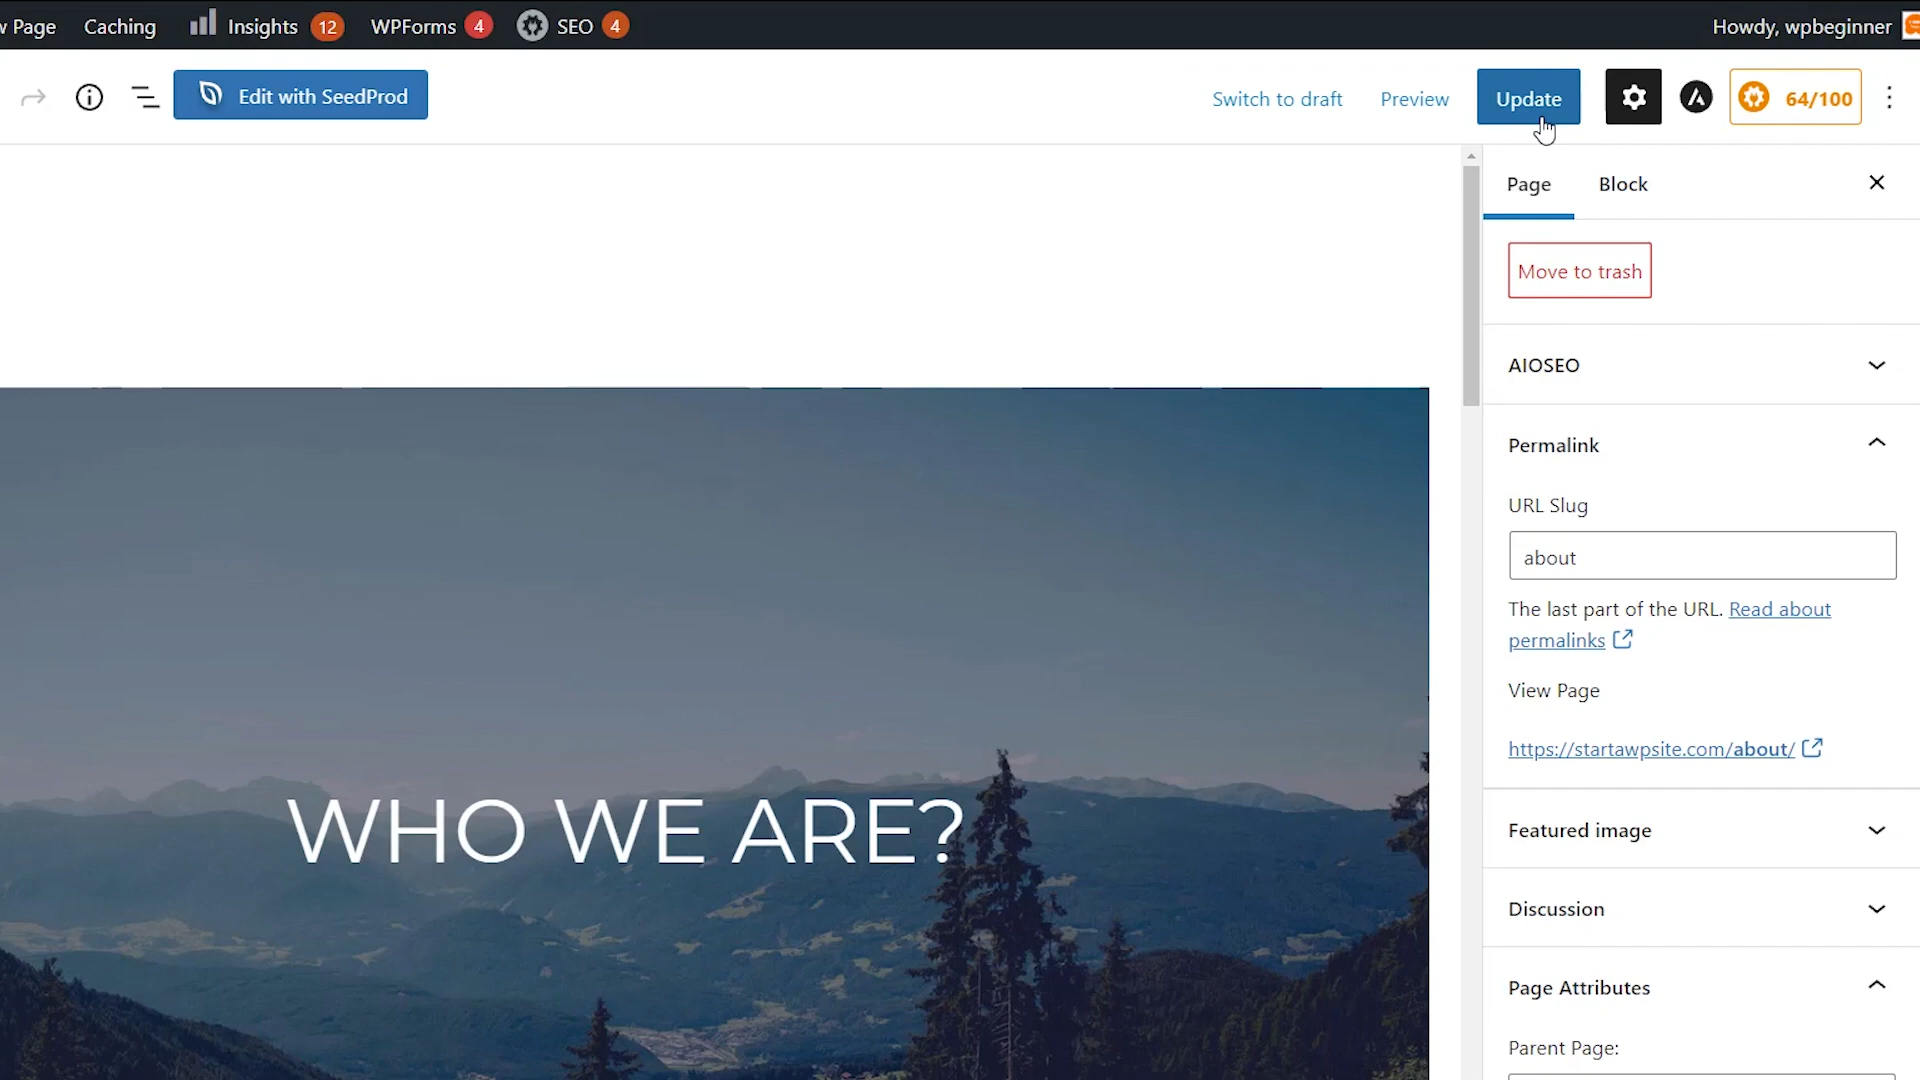 Page Caching Insights 12 WPForms 4 SEO 4 Howdy, wpbeginner
Edit with SeedProd Switch to draft Preview Update 64/100
Page Block
Move to trash
AIOSEO
Permalink
URL Slug
about
The last part of the URL. Read about
permalinks
View Page
https://startawpsite.com/about/
WHO WE ARE?
Featured image
Discussion
Page Attributes
Parent Page: